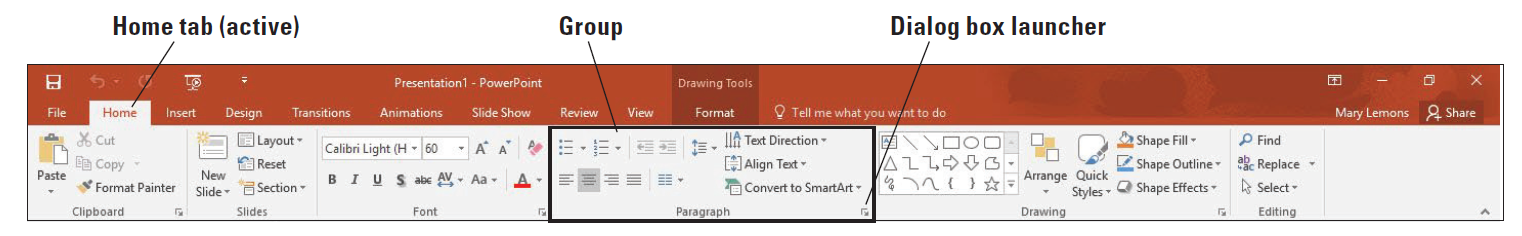 Home tab (active) Group Dialog box launcher
Presentation1 - PowerPoint Drawing Tools
File Home Insert Design Transitions Animations Slide Show Review View Format Tell me what you want to do Mary Lemons Share
Cut Layout Calibri Light (H 60 A A A Text Direction Shape Fill Find
Copy Reset Align Text Shape Outline Replace
Paste Format Painter New Slide Section B I U S abc AV Aa A Convert to SmartArt Arrange Quick Styles Shape Effects Select
Clipboard Slides Font Paragraph Drawing Editing